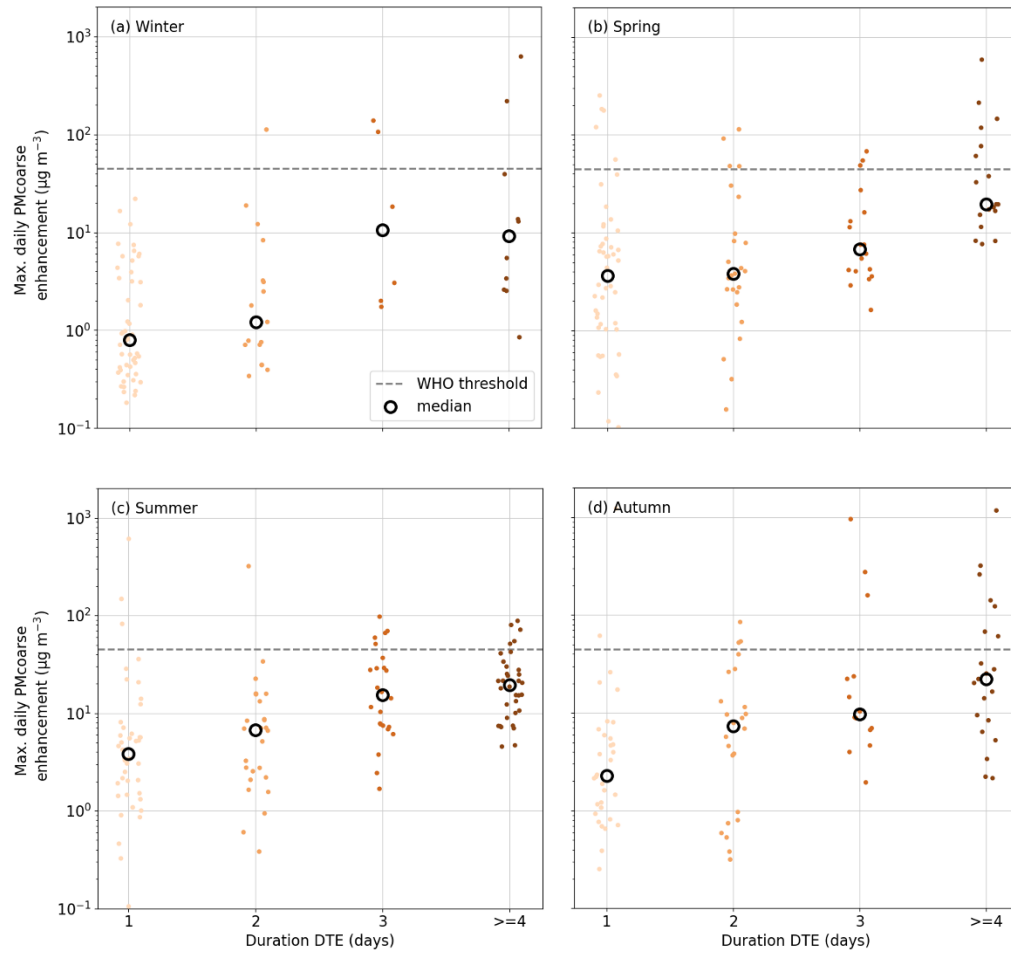 (a) Winter
(b) Spring
10³
10²
10¹
10⁰
10⁻¹
10⁻¹
Max. daily PMcoarse
enhancement (µg m⁻³)
WHO threshold
median
(c) Summer
(d) Autumn
10³
10²
10¹
10⁰
10⁻¹
Max. daily PMcoarse
enhancement (µg m⁻³)
1 2 3 >=4
1 2 3 >=4
Duration DTE (days)
Duration DTE (days)